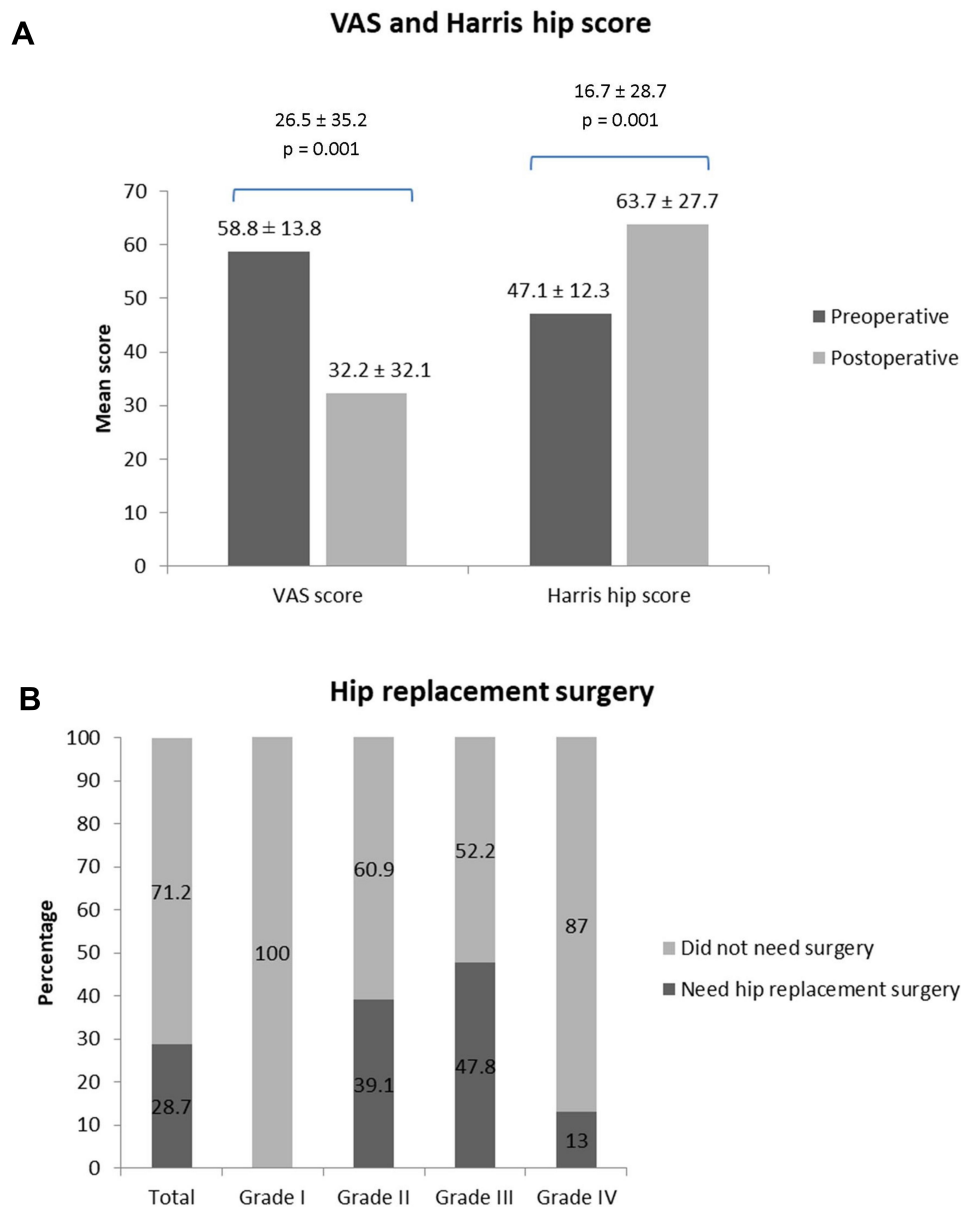 A
VAS and Harris hip score
26.5 ± 35.2
p = 0.001
16.7 ± 28.7
p = 0.001
Mean score
70
60
50
40
30
20
10
0
58.8 ± 13.8
32.2 ± 32.1
47.1 ± 12.3
63.7 ± 27.7
VAS score
Harris hip score
Preoperative
Postoperative
B
Hip replacement surgery
Percentage
100
90
80
70
60
50
40
30
20
10
0
71.2
28.7
100
60.9
39.1
52.2
47.8
87
13
Total
Grade I
Grade II
Grade III
Grade IV
Did not need surgery
Need hip replacement surgery